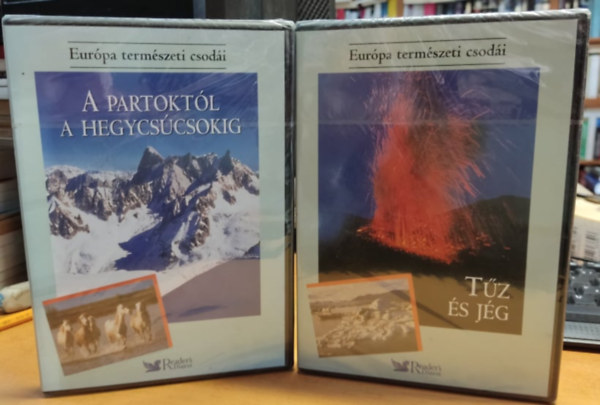 Európa természeti csodái
A PARTOKTÓL
A HEGYCSÚCSOKIG
Reader's
Digest
Európa természeti csodái
TŰZ
ÉS JÉG
Reader's
Digest